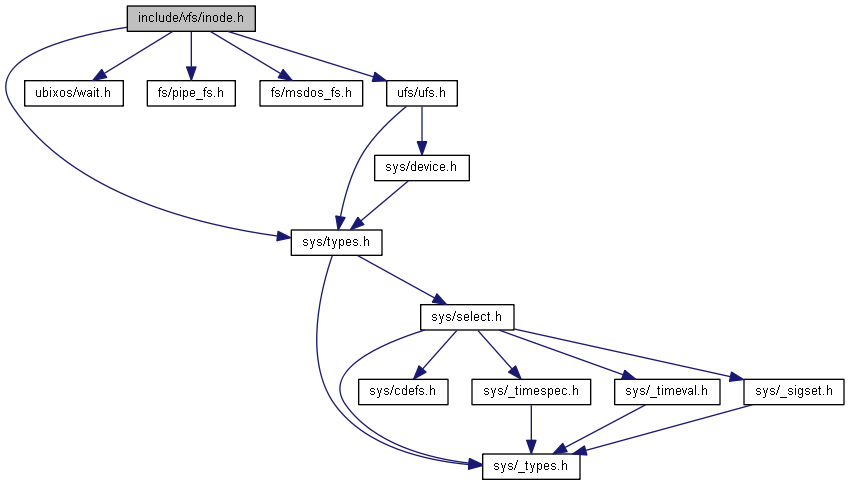 include/vfs/inode.h
ubixos/wait.h
fs/pipe_fs.h
fs/msdos_fs.h
ufs/ufs.h
sys/device.h
sys/types.h
sys/select.h
sys/cdefs.h
sys/_timespec.h
sys/_timeval.h
sys/_sigset.h
sys/_types.h